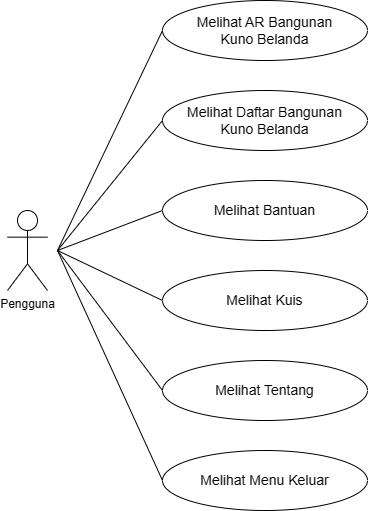 Melihat AR Bangunan
Kuno Belanda
Melihat Daftar Bangunan
Kuno Belanda
Melihat Bantuan
Pengguna
Melihat Kuis
Melihat Tentang
Melihat Menu Keluar